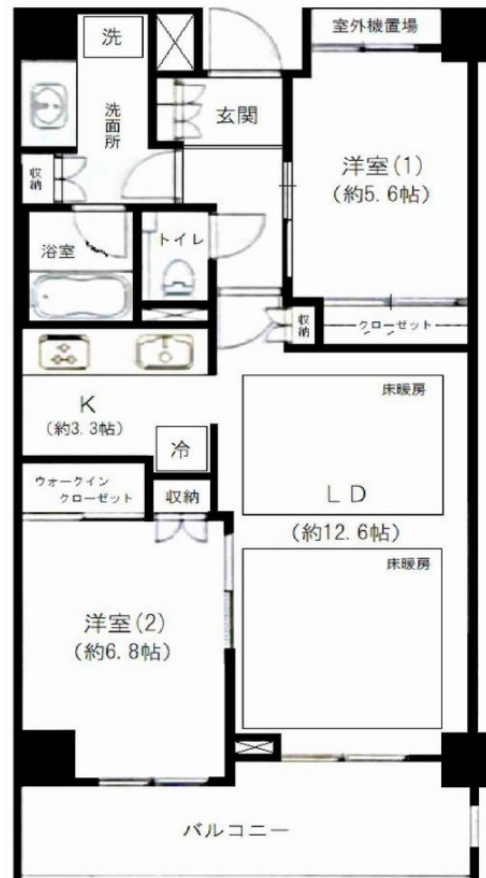 室外機置場
洗
玄関
洗面所
洋室(1)
(約5.6帖)
収納
浴室
トイレ
収納
クローゼット
K
(約3.3帖)
冷
床暖房
LD
(約12.6帖)
ウォークイン
クローゼット
収納
床暖房
洋室(2)
(約6.8帖)
バルコニー